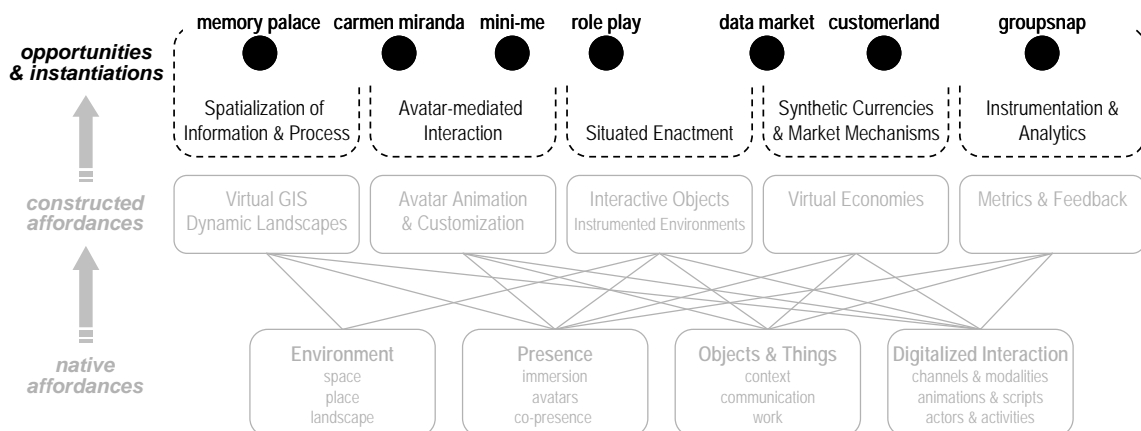 memory palace carmen miranda mini-me role play data market customerland groupsnap
opportunities
& instantiations
Spatialization of
Information & Process
Avatar-mediated
Interaction
Situated Enactment
Synthetic Currencies
& Market Mechanisms
Instrumentation &
Analytics
constructed
affordances
Virtual GIS
Dynamic Landscapes
Avatar Animation
& Customization
Interactive Objects
Instrumented Environments
Virtual Economies
Metrics & Feedback
native
affordances
Environment
space
place
landscape
Presence
immersion
avatars
co-presence
Objects & Things
context
communication
work
Digitalized Interaction
channels & modalities
animations & scripts
actors & activities